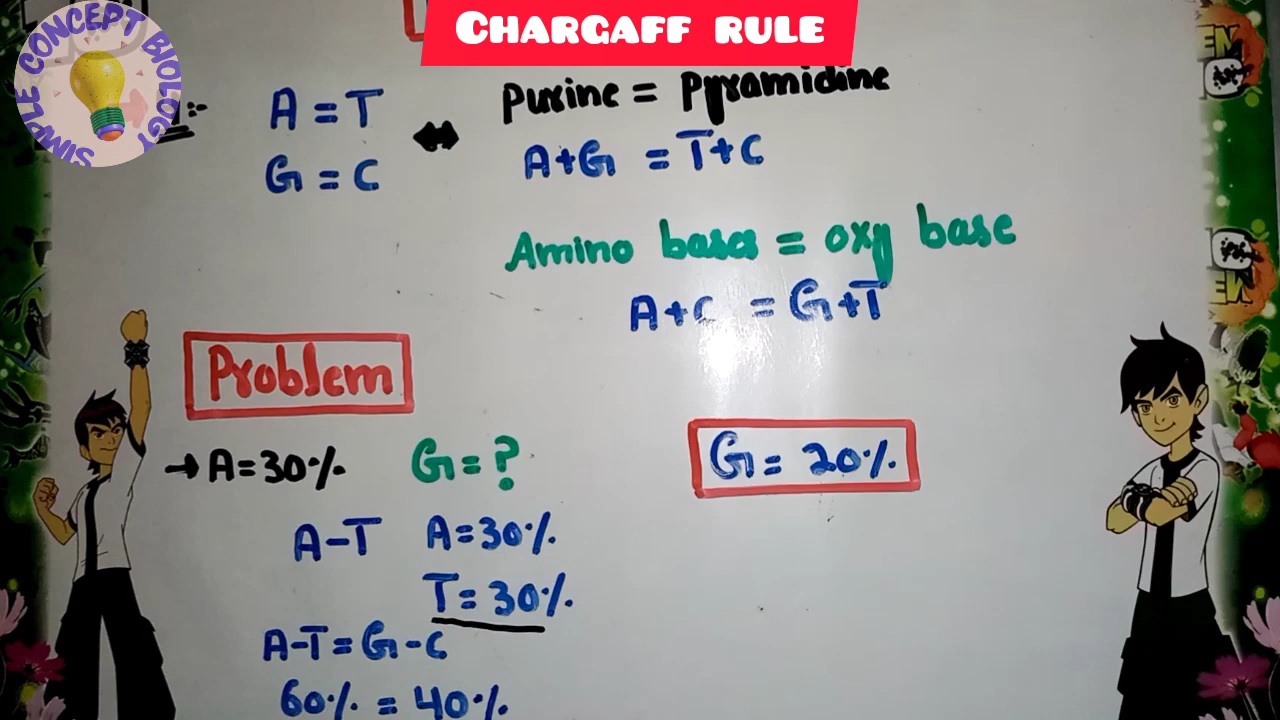 CHARGAFF RULE
SIMPLE CONCEPT BIOLOGY
A = T
G = C
Purine = Pyramidine
A+G = T+C
Amino bases = oxy base
A+C = G+T
Problem
→ A=30% G=?
G = 20%
A-T A=30%
T=30%
A-T=G-C
60% = 40%